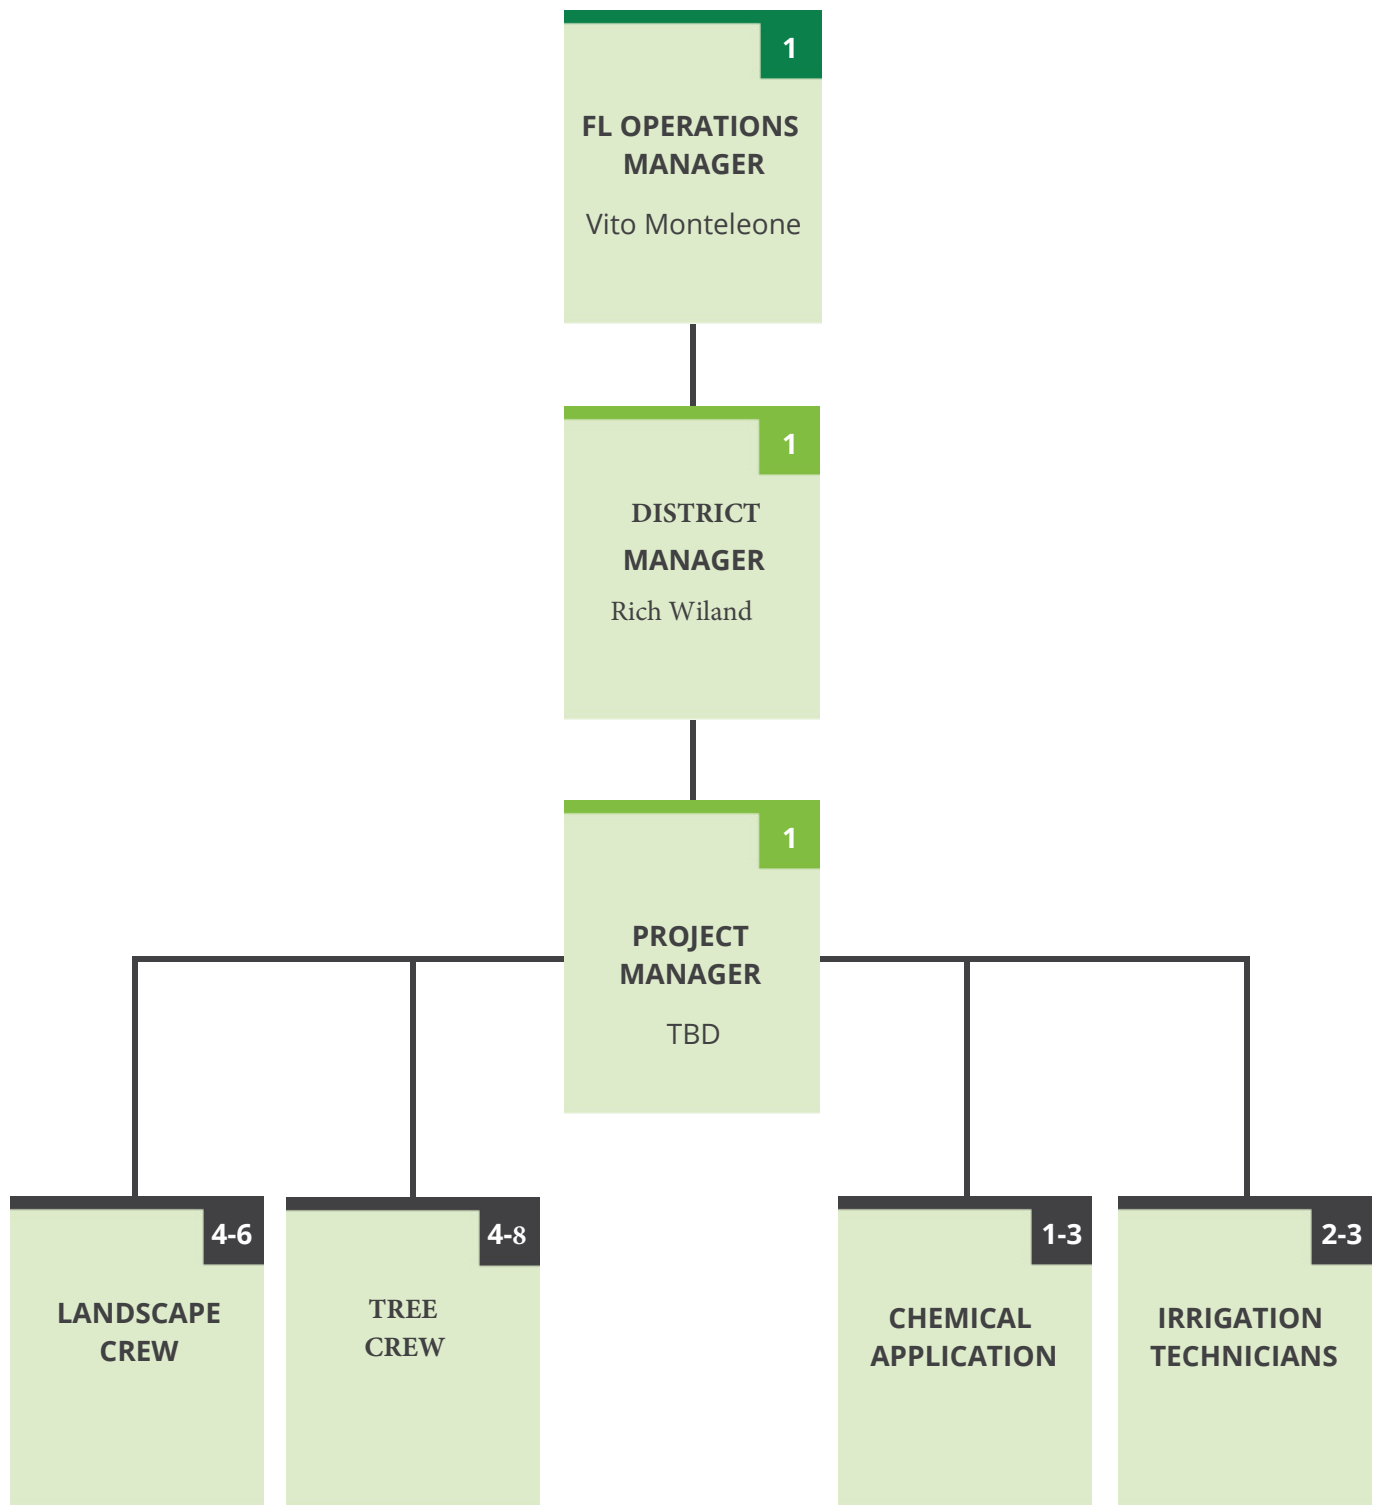 1
FL OPERATIONS
MANAGER
Vito Monteleone
1
DISTRICT
MANAGER
Rich Wiland
1
PROJECT
MANAGER
TBD
4-6
LANDSCAPE
CREW
4-8
TREE
CREW
1-3
CHEMICAL
APPLICATION
2-3
IRRIGATION
TECHNICIANS